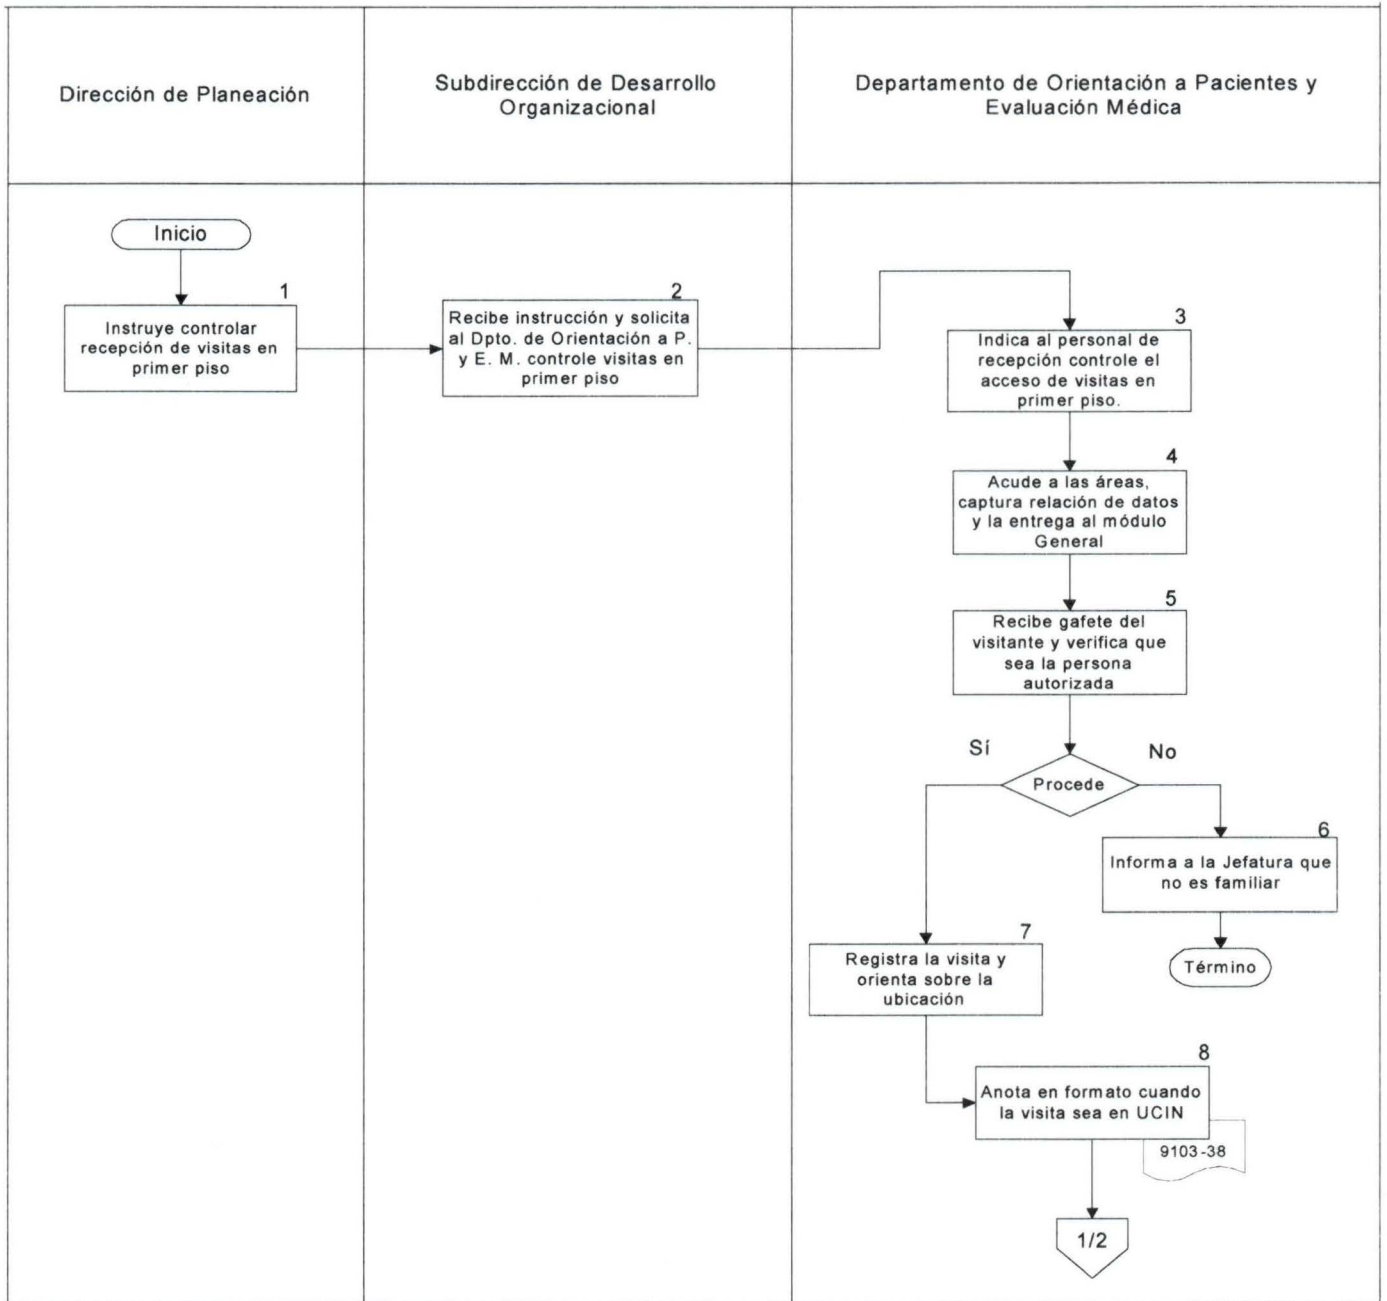 Dirección de Planeación
Subdirección de Desarrollo
Organizacional
Departamento de Orientación a Pacientes y
Evaluación Médica
Inicio
1
Instruye controlar
recepción de visitas en
primer piso
2
Recibe instrucción y solicita
al Dpto. de Orientación a P.
y E. M. controle visitas en
primer piso
3
Indica al personal de
recepción controle el
acceso de visitas en
primer piso.
4
Acude a las áreas,
captura relación de datos
y la entrega al módulo
General
5
Recibe gafete del
visitante y verifica que
sea la persona
autorizada
Sí
No
Procede
6
Informa a la Jefatura que
no es familiar
Término
7
Registra la visita y
orienta sobre la
ubicación
8
Anota en formato cuando
la visita sea en UCIN
9103-38
1/2